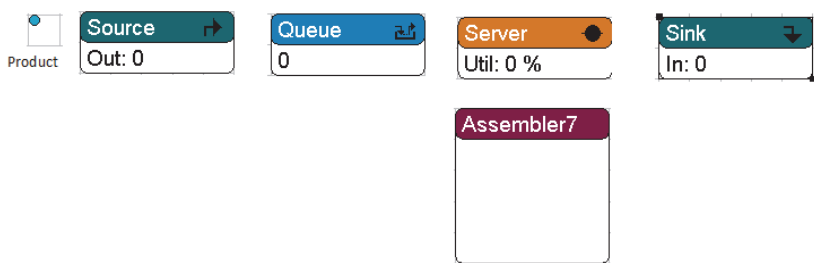 Product
Source
Out: 0
Queue
0
Server
Util: 0 %
Sink
In: 0
Assembler7